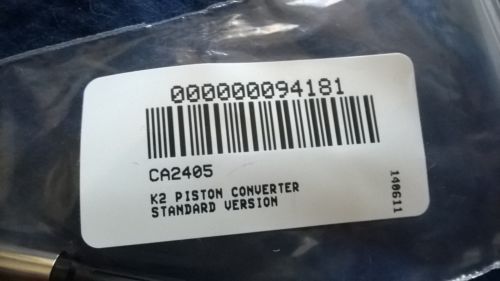 000000094181
CA2405
K2 PISTON CONVERTER
STANDARD VERSION
140611